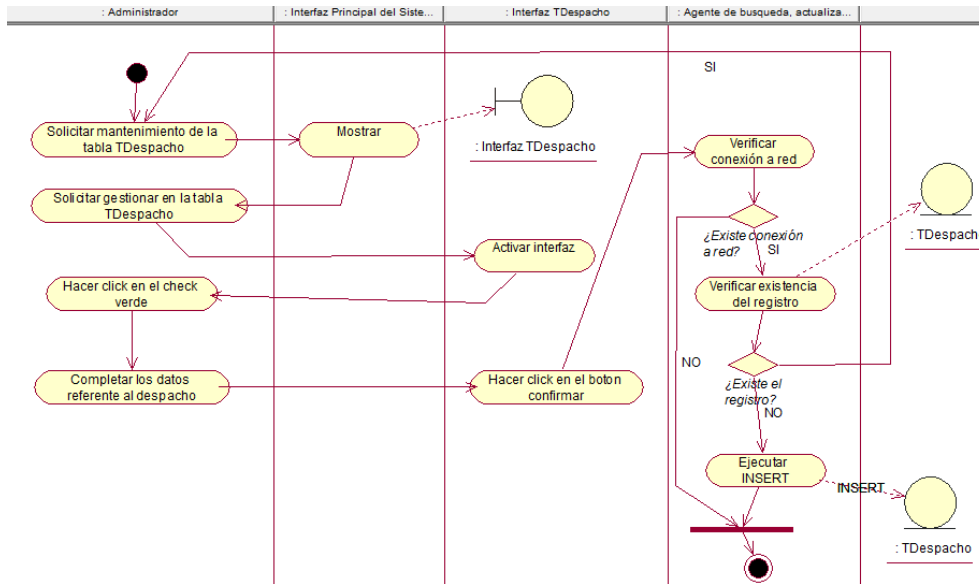 : Administrador
: Interfaz Principal del Siste...
: Interfaz TDespacho
: Agente de busqueda, actualiza...
SI
Solicitar mantenimiento de la
tabla TDespacho
Mostrar
: Interfaz TDespacho
Verificar
conexión a red
Solicitar gestionar en la tabla
TDespacho
: TDespach
¿Existe conexión
a red?
SI
Activar interfaz
Hacer click en el check
verde
Verificar existencia
del registro
NO
Completar los datos
referente al despacho
Hacer click en el boton
confirmar
¿Existe el
registro?
NO
Ejecutar
INSERT
INSERT
: TDespacho